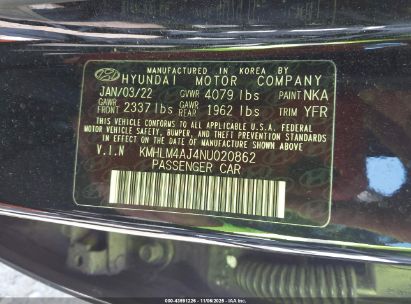 MANUFACTURED IN KOREA BY
HYUNDAI MOTOR COMPANY
JAN/03/22 GVWR 4079 lbs PAINT NKA
GAWR FRONT 2337 lbs GAWR REAR 1962 lbs TRIM YFR
THIS VEHICLE CONFORMS TO ALL APPLICABLE U.S.A. FEDERAL
MOTOR VEHICLE SAFETY, BUMPER, AND THEFT PREVENTION STANDARDS
IN EFFECT ON THE DATE OF MANUFACTURE SHOWN ABOVE
V.I.N KMHLM4AJ4NU020862
PASSENGER CAR